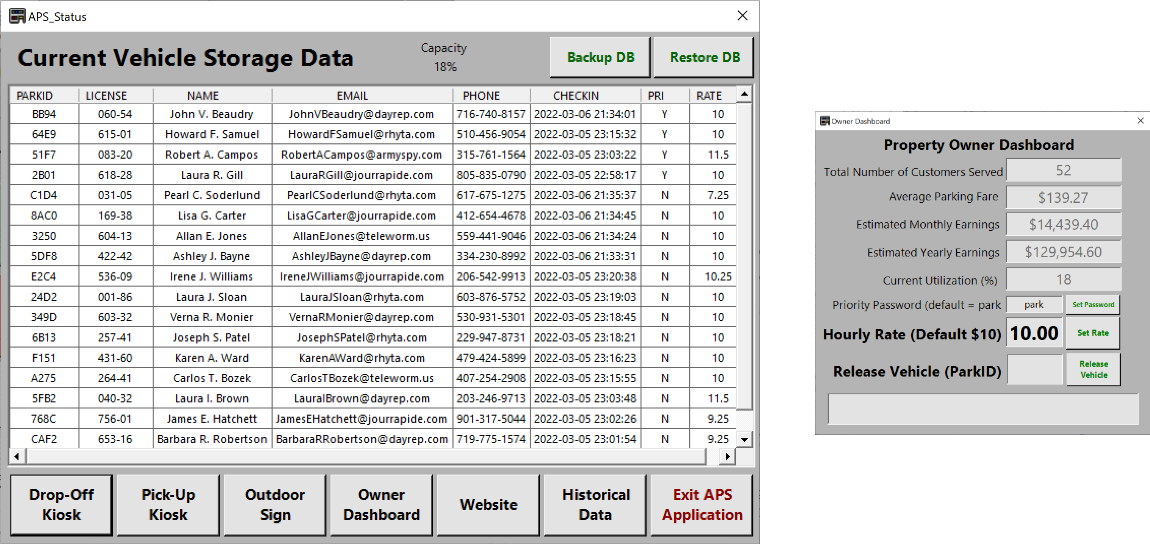 APS_Status
Current Vehicle Storage Data
Capacity
18%
Backup DB
Restore DB
PARKID LICENSE NAME EMAIL PHONE CHECKIN PRI RATE
BB94 060-54 John V. Beaudry JohnVBeaudry@dayrep.com 716-740-8157 2022-03-06 21:34:01 Y 10
64E9 615-01 Howard F. Samuel HowardFSamuel@rhyta.com 510-456-9054 2022-03-05 23:15:32 Y 10
51F7 083-20 Robert A. Campos RobertACampos@armyspy.com 315-761-1564 2022-03-05 23:03:22 Y 11.5
2B01 618-28 Laura R. Gill LauraRGill@jourrapide.com 805-835-0790 2022-03-05 22:58:17 Y 10
C1D4 031-05 Pearl C. Soderlund PearlCSoderlund@rhyta.com 617-675-1275 2022-03-06 21:35:37 N 7.25
8AC0 169-38 Lisa G. Carter LisaGCarter@jourrapide.com 412-654-4678 2022-03-06 21:34:45 N 10
3250 604-13 Allan E. Jones AllanEJones@teleworm.us 559-441-9046 2022-03-06 21:34:24 N 10
5DF8 422-42 Ashley J. Bayne AshleyJBayne@dayrep.com 334-230-8992 2022-03-06 21:33:31 N 10
E2C4 536-09 Irene J. Williams IreneJWilliams@jourrapide.com 206-542-9913 2022-03-05 23:20:38 N 10.25
24D2 001-86 Laura J. Sloan LauraJSloan@rhyta.com 603-876-5752 2022-03-05 23:19:03 N 10
349D 603-32 Verna R. Monier VernaRMonier@dayrep.com 530-931-5301 2022-03-05 23:18:45 N 10
6B13 257-41 Joseph S. Patel JosephSPatel@rhyta.com 229-947-8731 2022-03-05 23:18:21 N 10
F151 431-60 Karen A. Ward KarenAWard@rhyta.com 479-424-5899 2022-03-05 23:16:23 N 10
A275 264-41 Carlos T. Bozek CarlosTBozek@teleworm.us 407-254-2908 2022-03-05 23:15:55 N 10
5FB2 040-32 Laura I. Brown LauraIBrown@dayrep.com 203-246-9713 2022-03-05 23:03:48 N 11.5
768C 756-01 James E. Hatchett JamesEHatchett@jourrapide.com 901-317-5044 2022-03-05 23:02:26 N 9.25
CAF2 653-16 Barbara R. Robertson BarbaraRRobertson@dayrep.com 719-775-1574 2022-03-05 23:01:54 N 9.25
Drop-Off
Kiosk
Pick-Up
Kiosk
Outdoor
Sign
Owner
Dashboard
Website
Historical
Data
Exit APS
Application
Owner Dashboard
Property Owner Dashboard
Total Number of Customers Served 52
Average Parking Fare $139.27
Estimated Monthly Earnings $14,439.40
Estimated Yearly Earnings $129,954.60
Current Utilization (%) 18
Priority Password (default = park park Set Password
Hourly Rate (Default $10) 10.00 Set Rate
Release Vehicle (ParkID) Release
Vehicle